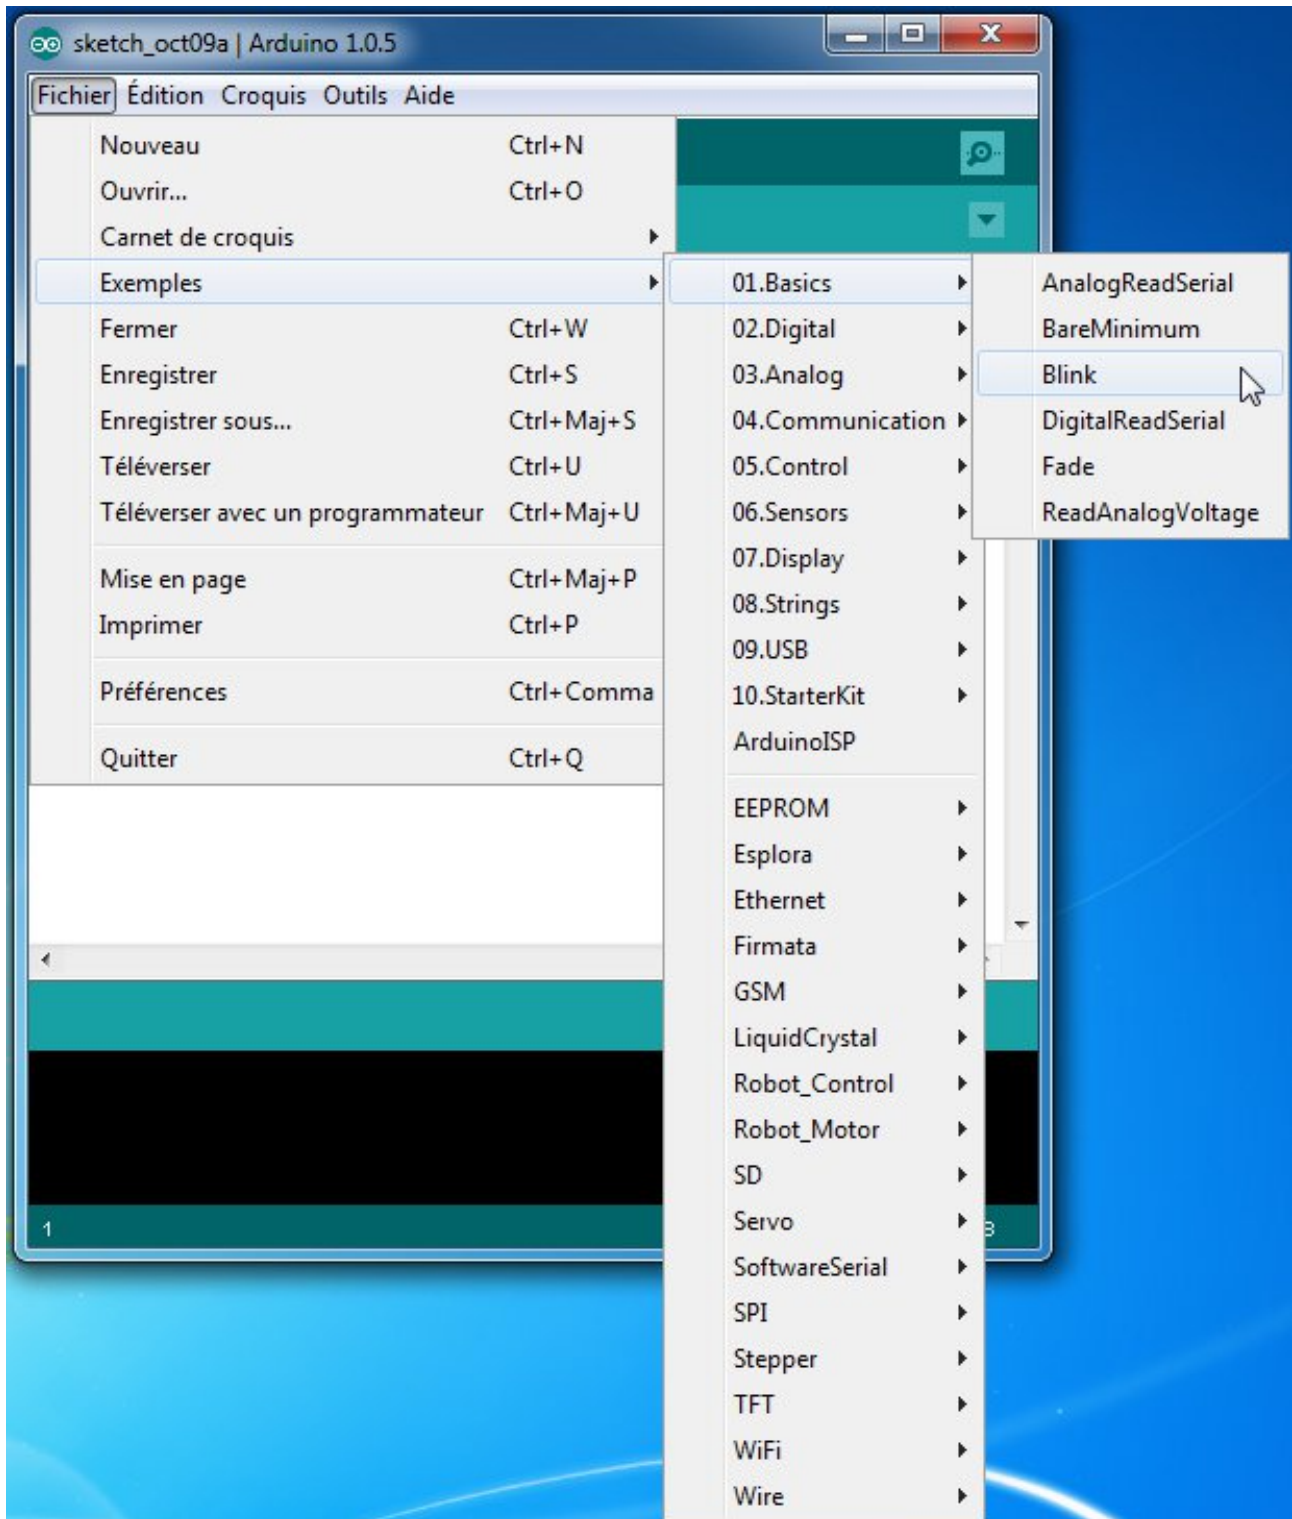 sketch_oct09a | Arduino 1.0.5
Fichier Édition Croquis Outils Aide
Nouveau Ctrl+N
Ouvrir... Ctrl+O
Carnet de croquis
Exemples
Fermer Ctrl+W
Enregistrer Ctrl+S
Enregistrer sous... Ctrl+Maj+S
Téléverser Ctrl+U
Téléverser avec un programmateur Ctrl+Maj+U
Mise en page Ctrl+Maj+P
Imprimer Ctrl+P
Préférences Ctrl+Comma
Quitter Ctrl+Q
01.Basics
02.Digital
03.Analog
04.Communication
05.Control
06.Sensors
07.Display
08.Strings
09.USB
10.StarterKit
ArduinoISP
EEPROM
Esplora
Ethernet
Firmata
GSM
LiquidCrystal
Robot_Control
Robot_Motor
SD
Servo
SoftwareSerial
SPI
Stepper
TFT
WiFi
Wire
AnalogReadSerial
BareMinimum
Blink
DigitalReadSerial
Fade
ReadAnalogVoltage
1